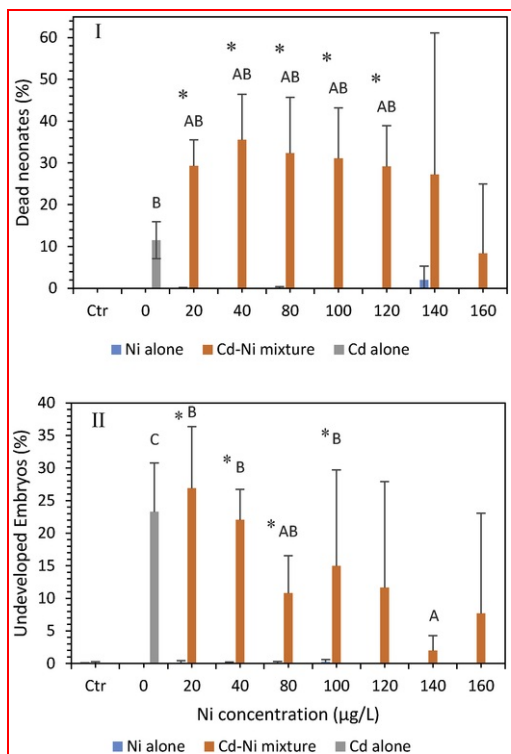 I
Dead neonates (%)
60
50
40
30
20
10
0
* * * * *
AB AB AB AB AB
B
Ctr 0 20 40 80 100 120 140 160
Ni alone Cd-Ni mixture Cd alone
II
Undeveloped Embryos (%)
40
35
30
25
20
15
10
5
0
C * B * B * AB * B A
Ctr 0 20 40 80 100 120 140 160
Ni concentration (µg/L)
Ni alone Cd-Ni mixture Cd alone